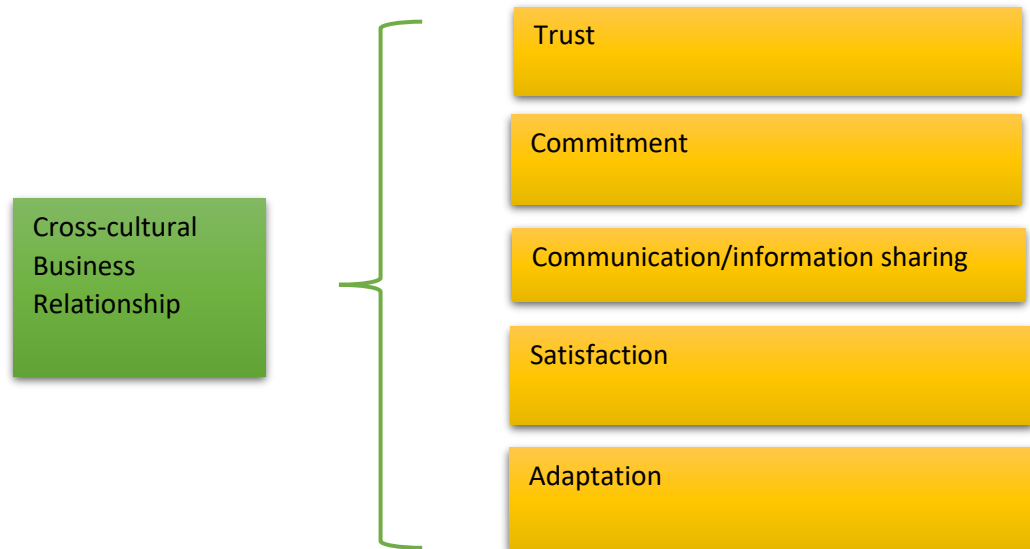 Trust
Commitment
Cross-cultural
Business
Relationship
Communication/information sharing
Satisfaction
Adaptation